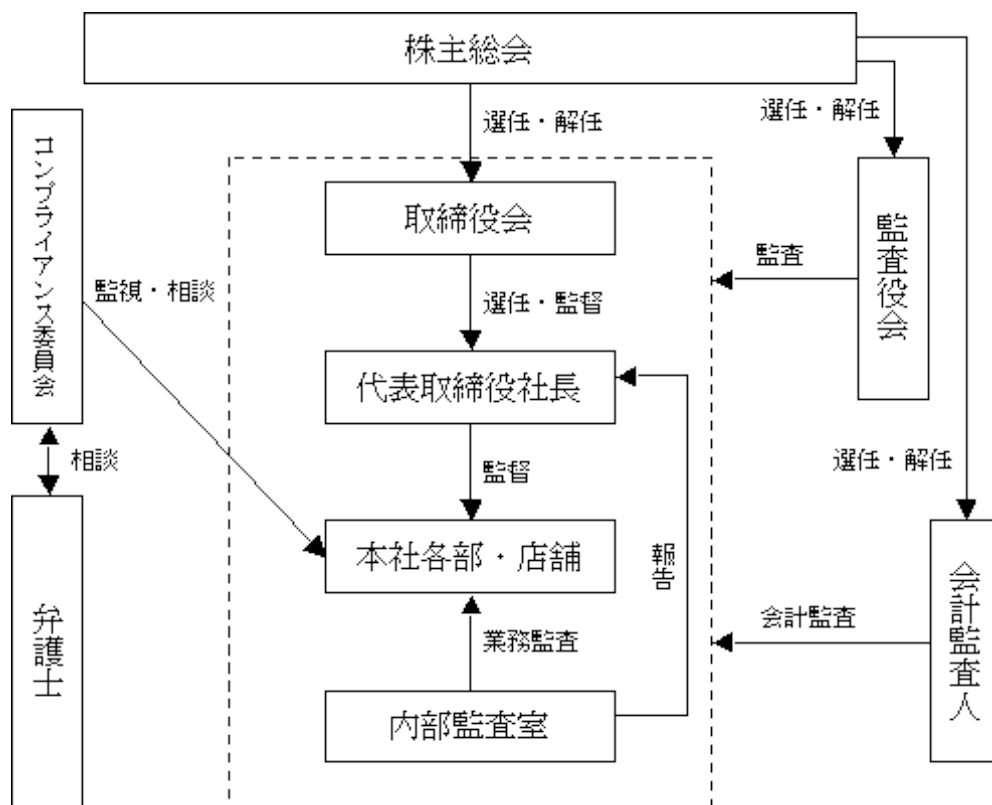 株主総会
選任・解任
選任・解任
コンプライアンス委員会
取締役会
監査役会
監査
監視・相談
選任・監督
代表取締役社長
相談
監督
選任・解任
本社各部・店舗
報告
弁護士
業務監査
会計監査
会計監査人
内部監査室